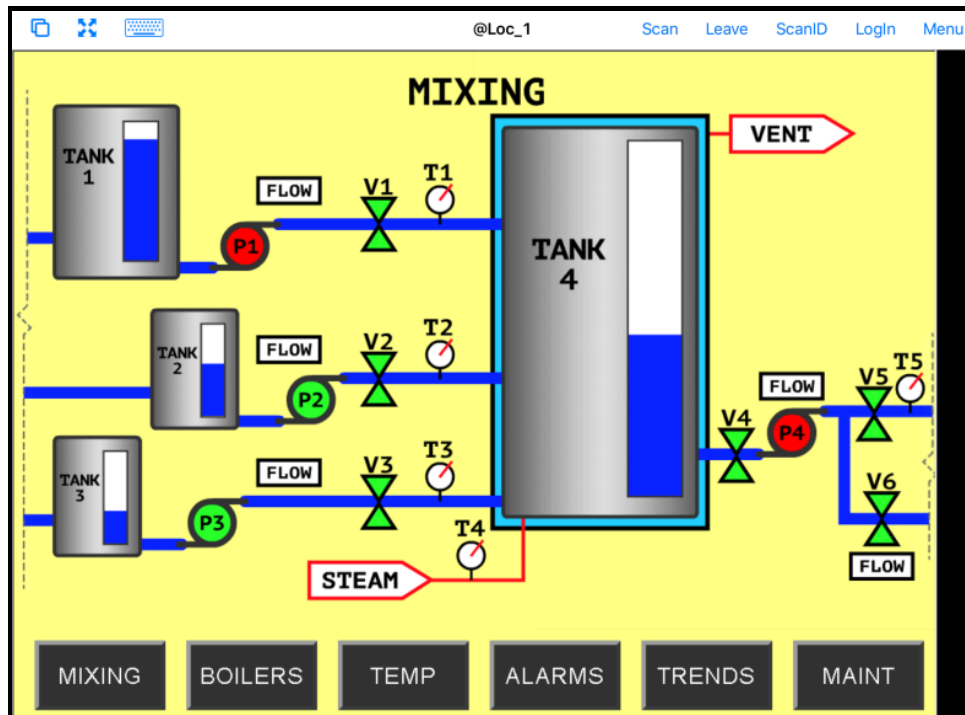 @Loc_1
Scan
Leave
ScanID
LogIn
Menu
MIXING
VENT
TANK
1
FLOW
V1
T1
P1
TANK
4
TANK
2
FLOW
V2
T2
P2
TANK
3
FLOW
V3
T3
P3
T4
STEAM
V4
P4
FLOW
V5
T5
V6
FLOW
MIXING
BOILERS
TEMP
ALARMS
TRENDS
MAINT